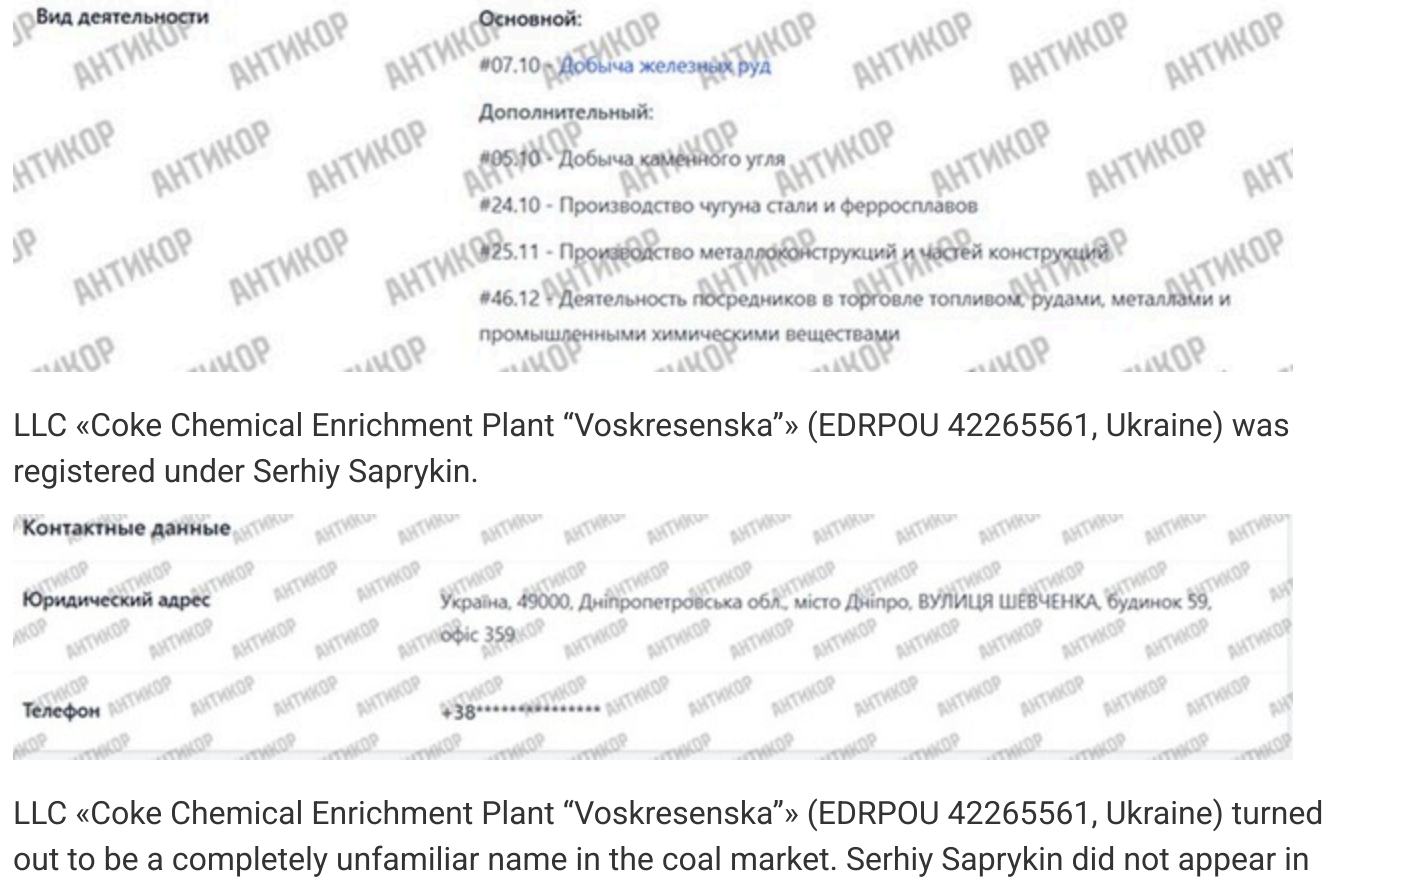 Вид деятельности
Основной:
#07.10 - Добыча железных руд
Дополнительный:
#05.10 - Добыча каменного угля
#24.10 - Производство чугуна стали и ферросплавов
#25.11 - Производство металлоконструкций и частей конструкций
#46.12 - Деятельность посредников в торговле топливом, рудами, металлами и
промышленными химическими веществами
АНТИКОР
LLC «Coke Chemical Enrichment Plant “Voskresenska”» (EDRPOU 42265561, Ukraine) was
registered under Serhiy Saprykin.
Контактные данные
Юридический адрес
Україна, 49000, Дніпропетровська обл., місто Дніпро, ВУЛИЦЯ ШЕВЧЕНКА, будинок 59,
офіс 359
Телефон
+38***************
АНТИКОР
LLC «Coke Chemical Enrichment Plant “Voskresenska”» (EDRPOU 42265561, Ukraine) turned
out to be a completely unfamiliar name in the coal market. Serhiy Saprykin did not appear in